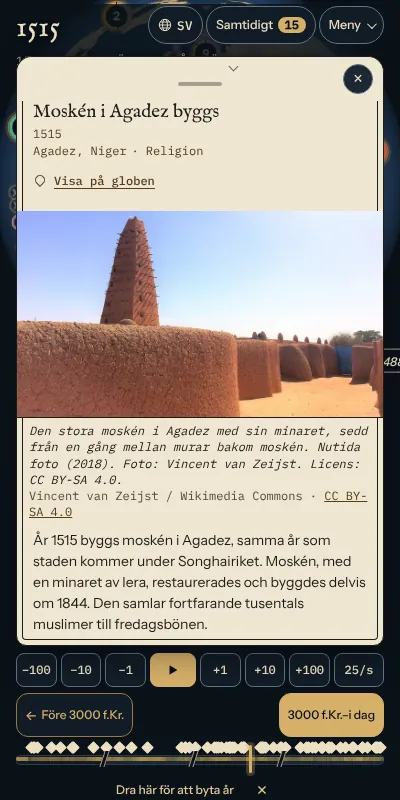 1515
SV
Samtidigt 15
Meny
2
9
×
Moskén i Agadez byggs
1515
Agadez, Niger · Religion
Visa på globen
488
Den stora moskén i Agadez med sin minaret, sedd
från en gång mellan murar bakom moskén. Nutida
foto (2018). Foto: Vincent van Zeijst. Licens:
CC BY-SA 4.0.
Vincent van Zeijst / Wikimedia Commons · CC BY-
SA 4.0
År 1515 byggs moskén i Agadez, samma år som
staden kommer under Songhairiket. Moskén, med
en minaret av lera, restaurerades och byggdes delvis
om 1844. Den samlar fortfarande tusentals
muslimer till fredagsbönen.
−100 −10 −1 +1 +10 +100 25/s
← Före 3000 f.Kr. 3000 f.Kr.–i dag
Dra här för att byta år ×